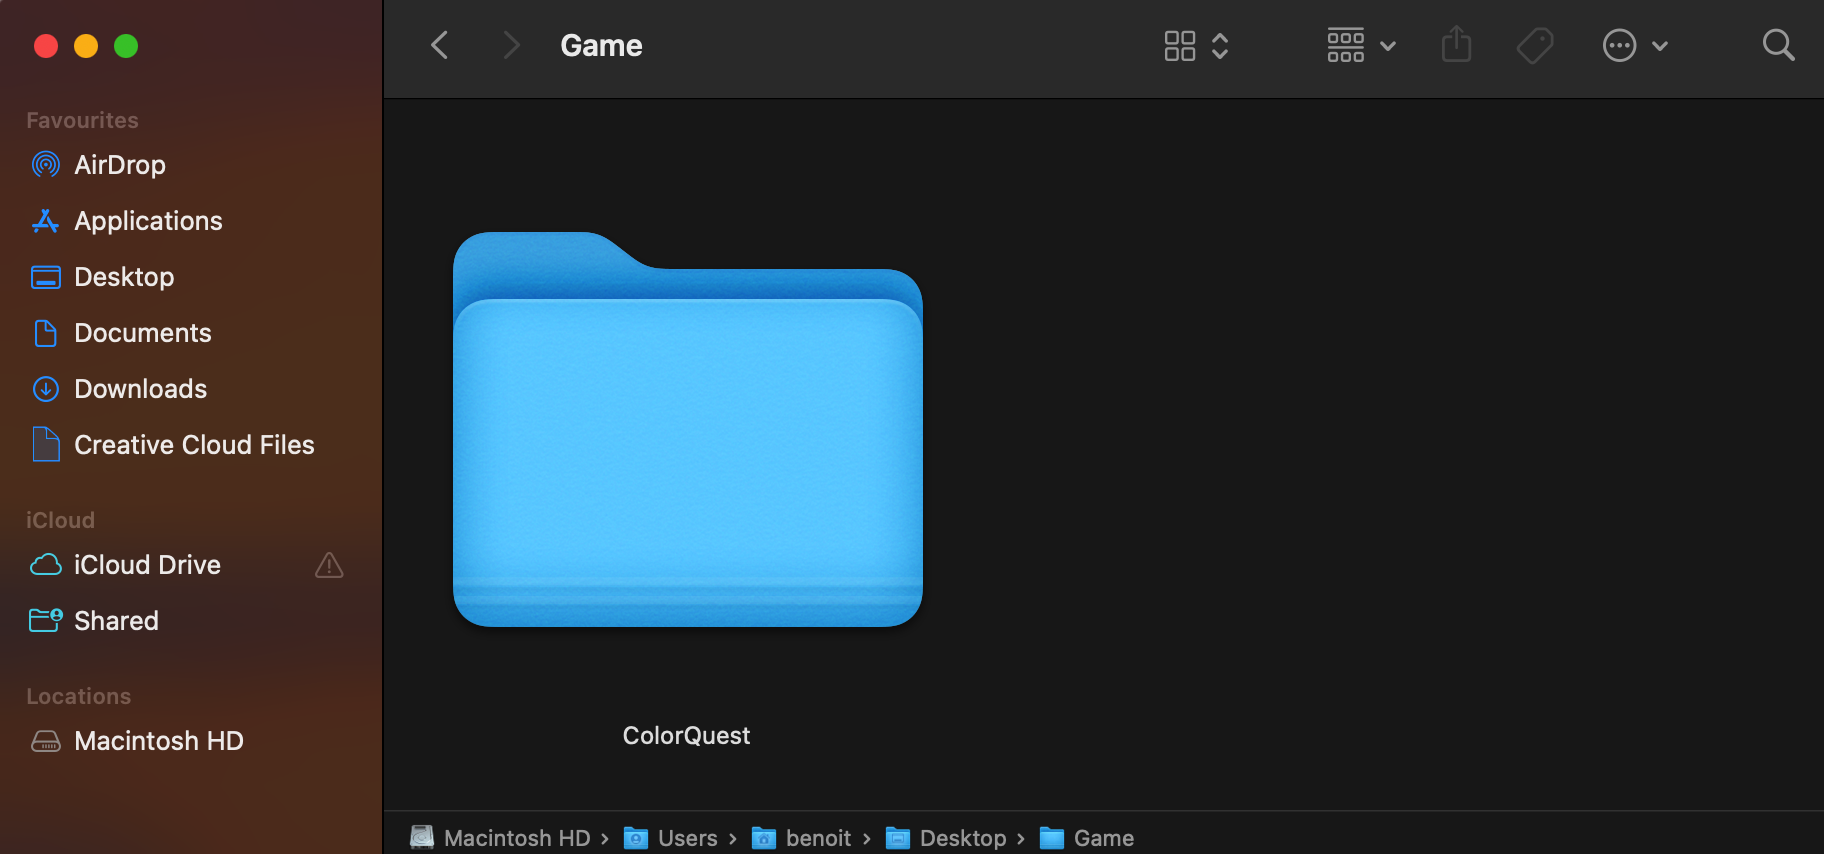 Game
Favourites
AirDrop
Applications
Desktop
Documents
Downloads
Creative Cloud Files
iCloud
iCloud Drive
Shared
Locations
Macintosh HD
ColorQuest
Macintosh HD › Users › benoit › Desktop › Game